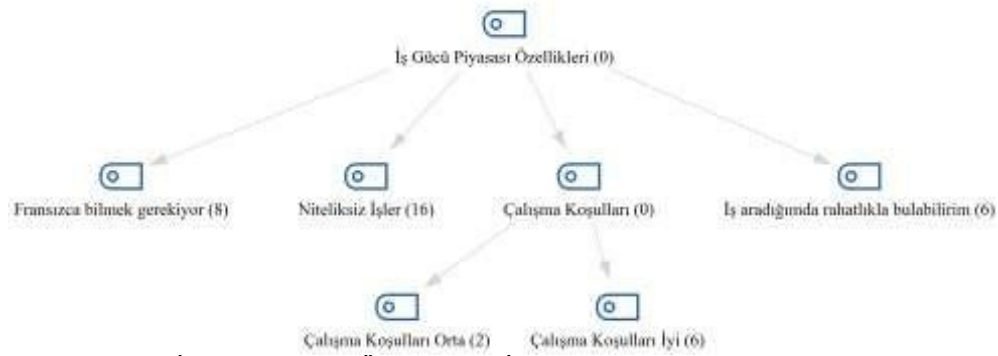 İş Gücü Piyasası Özellikleri (0)
Fransızca bilmek gerekiyor (8)
Niteliksiz İşler (16)
Çalışma Koşulları (0)
İş aradığımda rahatlıkla bulabilirim (6)
Çalışma Koşulları Orta (2)
Çalışma Koşulları İyi (6)